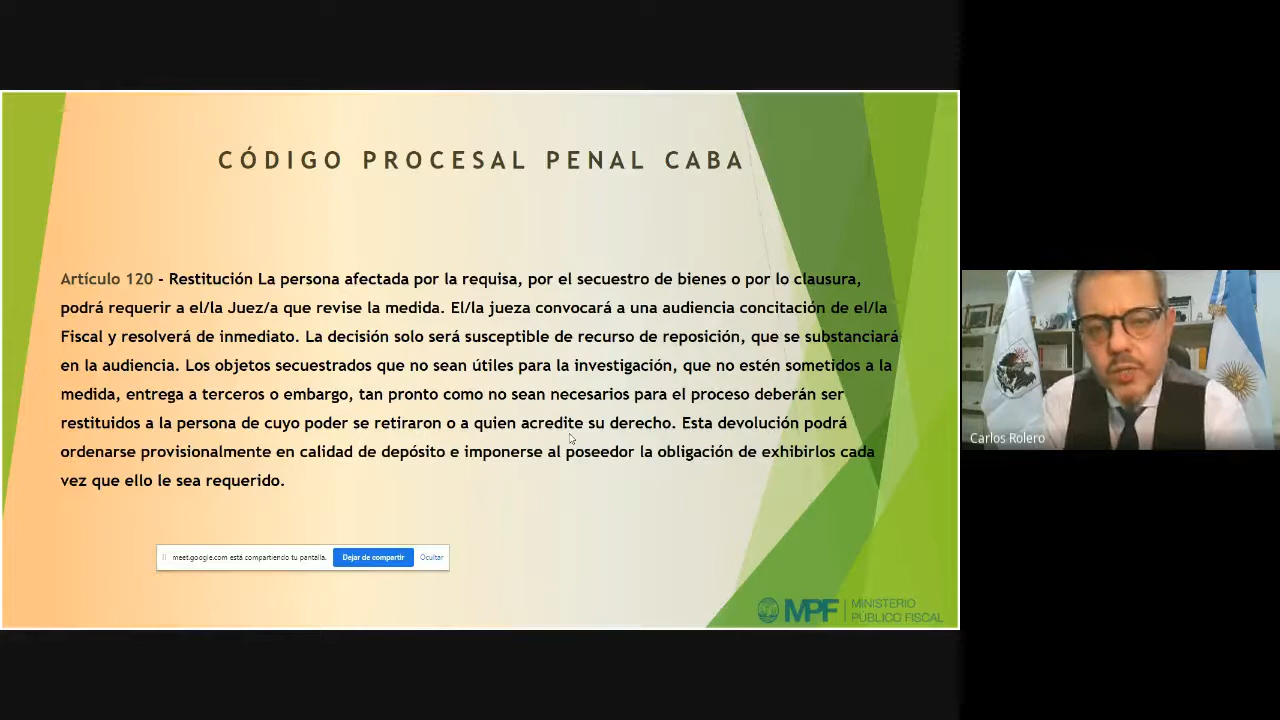 CÓDIGO PROCESAL PENAL CABA
Artículo 120 - Restitución La persona afectada por la requisa, por el secuestro de bienes o por lo clausura,
podrá requerir a el/la Juez/a que revise la medida. El/la jueza convocará a una audiencia concitación de el/la
Fiscal y resolverá de inmediato. La decisión solo será susceptible de recurso de reposición, que se substanciará
en la audiencia. Los objetos secuestrados que no sean útiles para la investigación, que no estén sometidos a la
medida, entrega a terceros o embargo, tan pronto como no sean necesarios para el proceso deberán ser
restituidos a la persona de cuyo poder se retiraron o a quien acredite su derecho. Esta devolución podrá
ordenarse provisionalmente en calidad de depósito e imponerse al poseedor la obligación de exhibirlos cada
vez que ello le sea requerido.
meet.google.com está compartiendo tu pantalla. Dejar de compartir Ocultar
MPF MINISTERIO
PÚBLICO FISCAL
Carlos Rolero